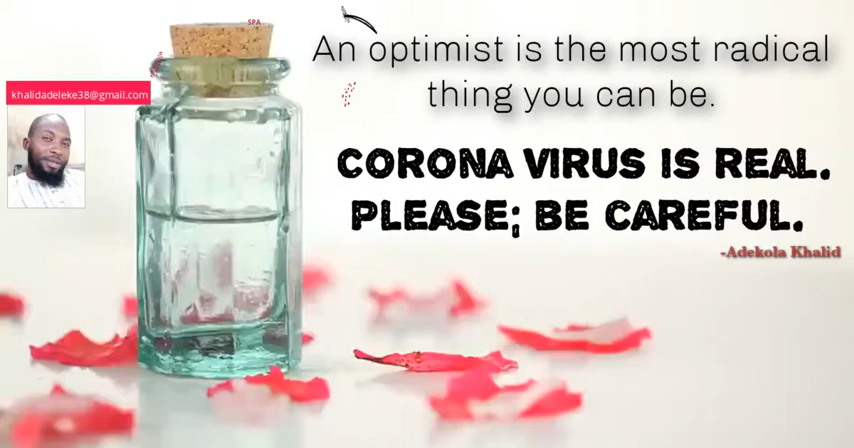 SPA
An optimist is the most radical
thing you can be.
khalidadeleke38@gmail.com
CORONA VIRUS IS REAL.
PLEASE; BE CAREFUL.
-Adekola Khalid